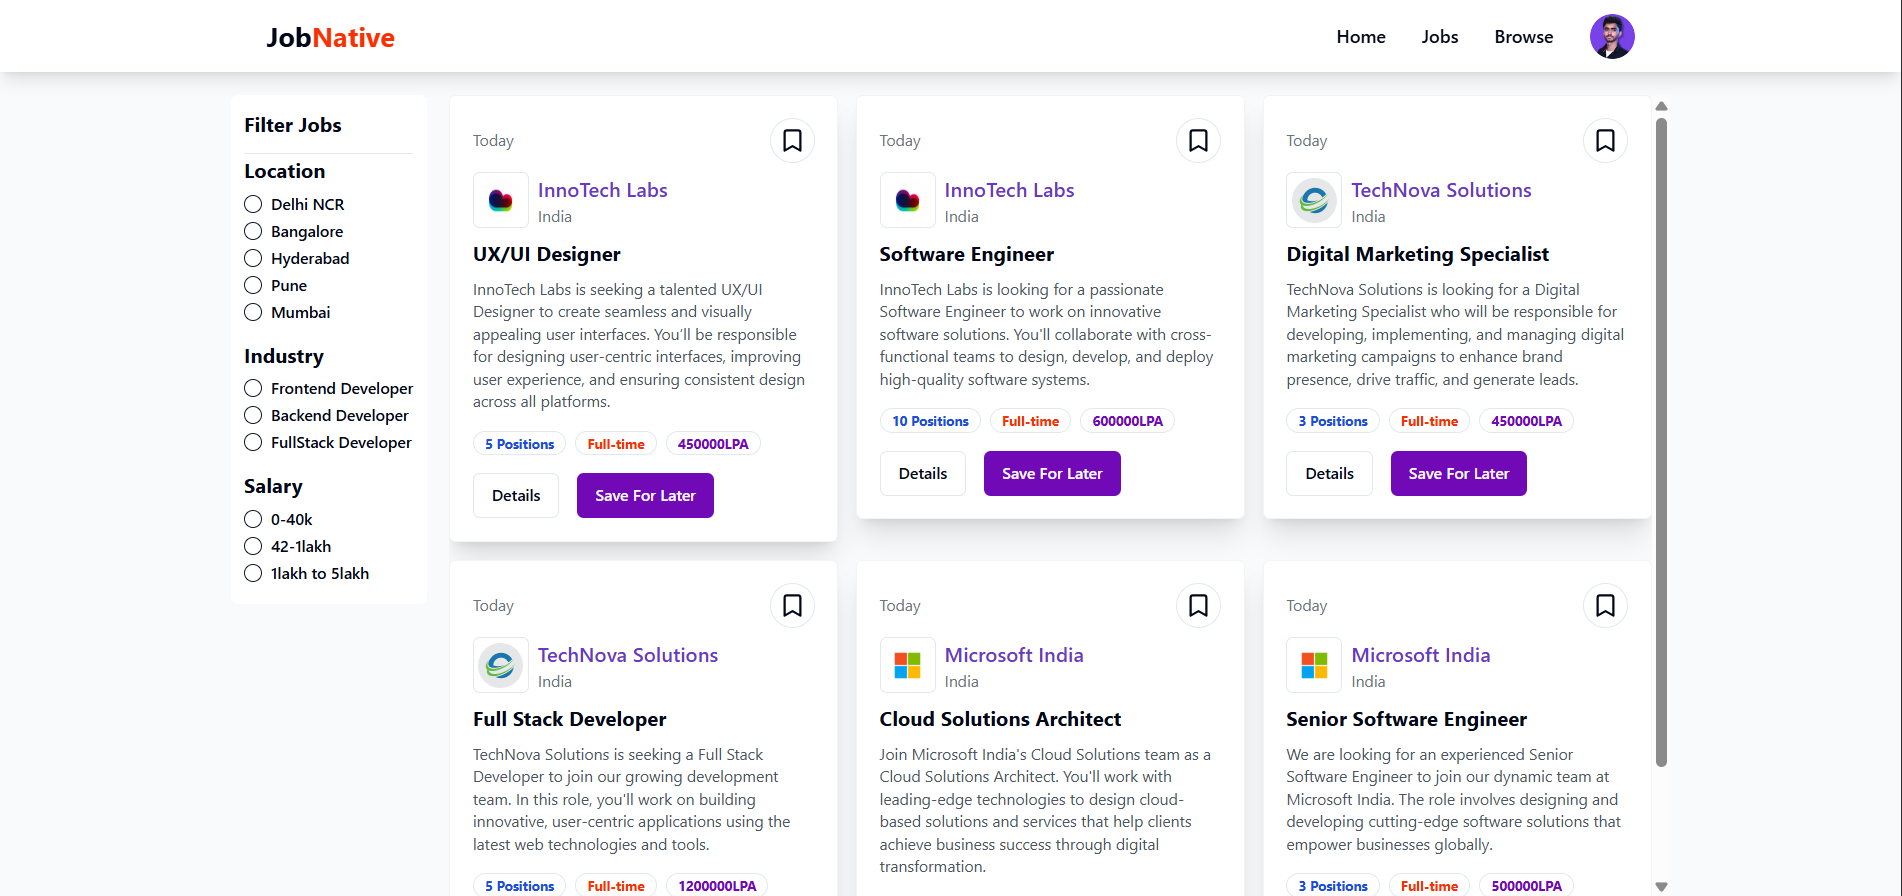 JobNative
Home
Jobs
Browse
Filter Jobs
Location
Delhi NCR
Bangalore
Hyderabad
Pune
Mumbai
Industry
Frontend Developer
Backend Developer
FullStack Developer
Salary
0-40k
42-1lakh
1lakh to 5lakh
Today
InnoTech Labs
India
UX/UI Designer
InnoTech Labs is seeking a talented UX/UI
Designer to create seamless and visually
appealing user interfaces. You'll be responsible
for designing user-centric interfaces, improving
user experience, and ensuring consistent design
across all platforms.
5 Positions
Full-time
450000LPA
Details
Save For Later
Today
InnoTech Labs
India
Software Engineer
InnoTech Labs is looking for a passionate
Software Engineer to work on innovative
software solutions. You'll collaborate with cross-
functional teams to design, develop, and deploy
high-quality software systems.
10 Positions
Full-time
600000LPA
Details
Save For Later
Today
TechNova Solutions
India
Digital Marketing Specialist
TechNova Solutions is looking for a Digital
Marketing Specialist who will be responsible for
developing, implementing, and managing digital
marketing campaigns to enhance brand
presence, drive traffic, and generate leads.
3 Positions
Full-time
450000LPA
Details
Save For Later
Today
TechNova Solutions
India
Full Stack Developer
TechNova Solutions is seeking a Full Stack
Developer to join our growing development
team. In this role, you'll work on building
innovative, user-centric applications using the
latest web technologies and tools.
5 Positions
Full-time
1200000LPA
Today
Microsoft India
India
Cloud Solutions Architect
Join Microsoft India's Cloud Solutions team as a
Cloud Solutions Architect. You'll work with
leading-edge technologies to design cloud-
based solutions and services that help clients
achieve business success through digital
transformation.
Today
Microsoft India
India
Senior Software Engineer
We are looking for an experienced Senior
Software Engineer to join our dynamic team at
Microsoft India. The role involves designing and
developing cutting-edge software solutions that
empower businesses globally.
3 Positions
Full-time
500000LPA